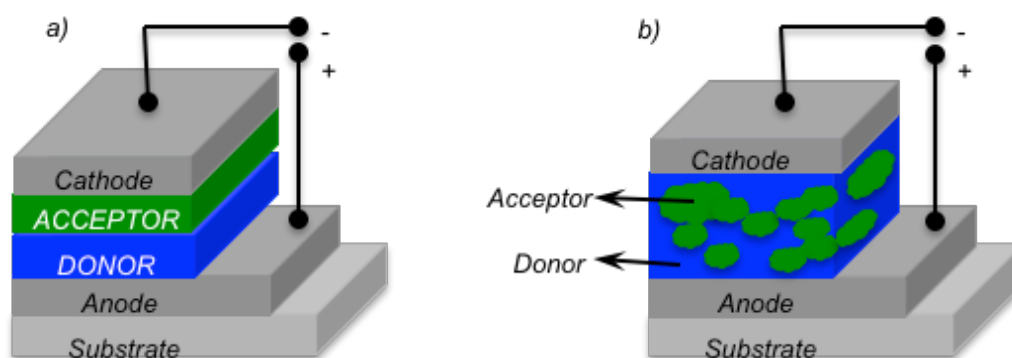 a)
-
+
Cathode
ACCEPTOR
DONOR
Anode
Substrate
b)
-
+
Cathode
Acceptor
Donor
Anode
Substrate